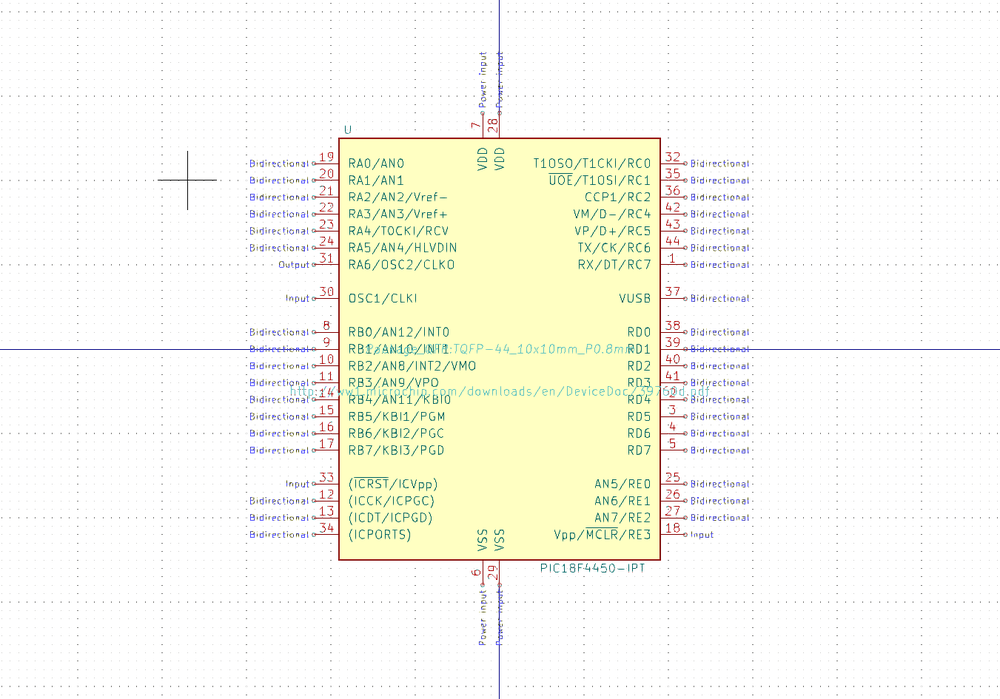 Power input Power input
7 28
U
VDD VDD
Bidirectional 19 RA0/AN0 T1OSO/T1CKI/RC0 32 Bidirectional
Bidirectional 20 RA1/AN1 UOE/T1OSI/RC1 35 Bidirectional
Bidirectional 21 RA2/AN2/Vref- CCP1/RC2 36 Bidirectional
Bidirectional 22 RA3/AN3/Vref+ VM/D-/RC4 42 Bidirectional
Bidirectional 23 RA4/T0CKI/RCV VP/D+/RC5 43 Bidirectional
Bidirectional 24 RA5/AN4/HLVDIN TX/CK/RC6 44 Bidirectional
Output 31 RA6/OSC2/CLKO RX/DT/RC7 1 Bidirectional
Input 30 OSC1/CLKI VUSB 37 Bidirectional
Bidirectional 8 RB0/AN12/INT0 RD0 38 Bidirectional
Bidirectional 9 RB1/AN10/INT1 RD1 39 Bidirectional
Package_QFP:TQFP-44_10x10mm_P0.8mm
Bidirectional 10 RB2/AN8/INT2/VMO RD2 40 Bidirectional
Bidirectional 11 RB3/AN9/VPO RD3 41 Bidirectional
http://ww1.microchip.com/downloads/en/DeviceDoc/39760d.pdf
Bidirectional 14 RB4/AN11/KBI0 RD4 2 Bidirectional
Bidirectional 15 RB5/KBI1/PGM RD5 3 Bidirectional
Bidirectional 16 RB6/KBI2/PGC RD6 4 Bidirectional
Bidirectional 17 RB7/KBI3/PGD RD7 5 Bidirectional
Input 33 (ICRST/ICVpp) AN5/RE0 25 Bidirectional
Bidirectional 12 (ICCK/ICPGC) AN6/RE1 26 Bidirectional
Bidirectional 13 (ICDT/ICPGD) AN7/RE2 27 Bidirectional
Bidirectional 34 (ICPORTS) Vpp/MCLR/RE3 18 Input
VSS VSS
PIC18F4450-IPT
6 29
Power input Power input